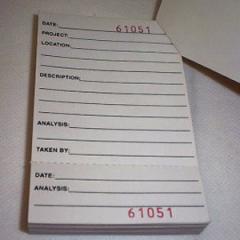 DATE: 61051
PROJECT:
LOCATION:
DESCRIPTION:
ANALYSIS:
TAKEN BY:
DATE:
ANALYSIS:
61051